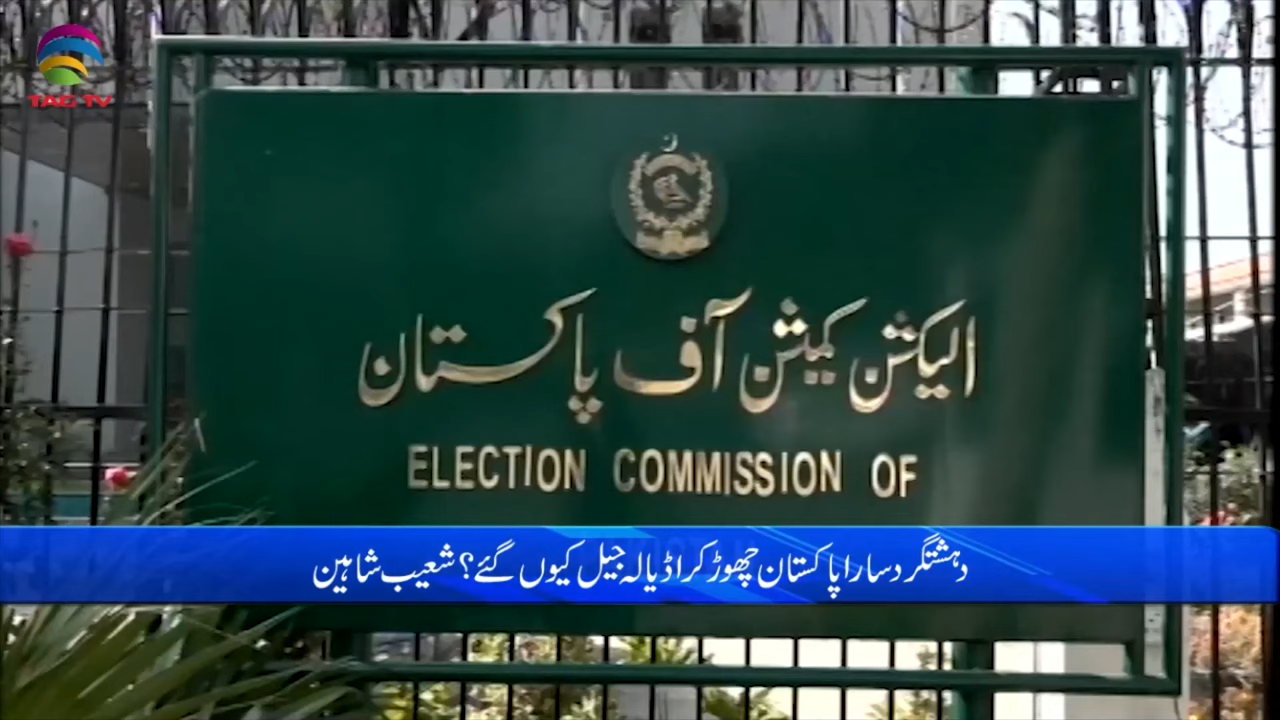 TAG TV
الیکشن کمیشن آف پاکستان
ELECTION COMMISSION OF
دہشتگرد سارا پاکستان چھوڑ کر اڈیالہ جیل کیوں گئے؟ شعیب شاہین